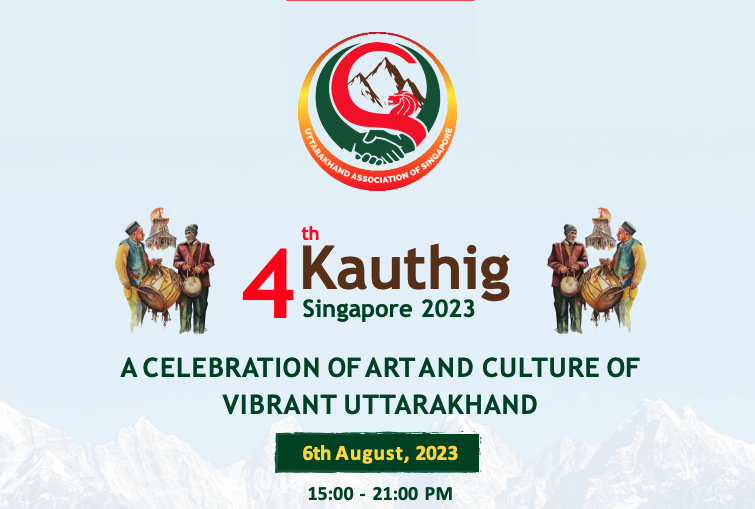 UTTARAKHAND ASSOCIATION OF SINGAPORE
4th Kauthig
Singapore 2023
A CELEBRATION OF ART AND CULTURE OF
VIBRANT UTTARAKHAND
6th August, 2023
15:00 - 21:00 PM